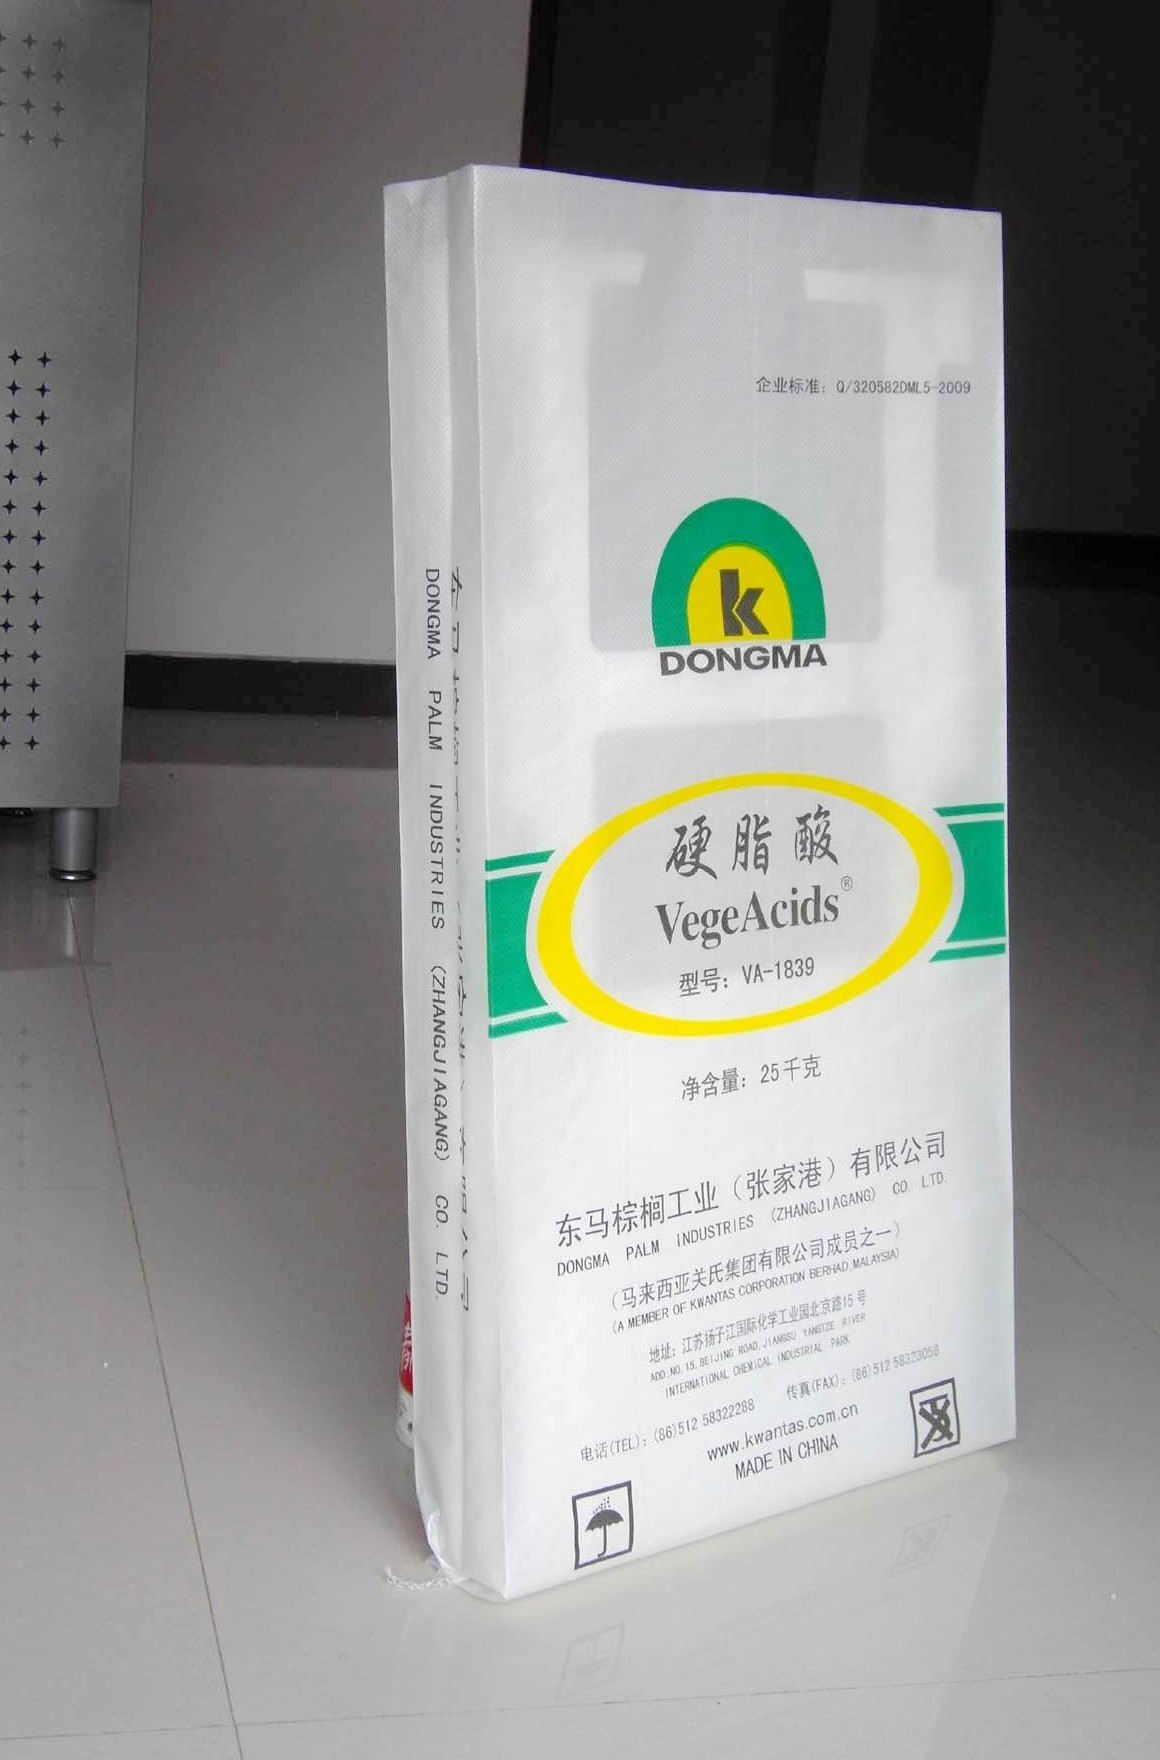 企业标准：Q/320582DML5-2009
k
DONGMA
硬脂酸
VegeAcids®
型号：VA-1839
净含量：25千克
东马棕榈工业（张家港）有限公司
DONGMA PALM INDUSTRIES (ZHANGJIAGANG) CO. LTD.
（马来西亚关氏集团有限公司成员之一）
(A MEMBER OF KWANTAS CORPORATION BERHAD,MALAYSIA)
地址：江苏扬子江国际化学工业园北京路15号
ADD:NO.15,BEIJING ROAD,JIANGSU YANGTZE RIVER
INTERNATIONAL CHEMICAL INDUSTRIAL PARK
电话(TEL)：(86)512 58322288 传真(FAX)：(86)512 58323058
www.kwantas.com.cn
MADE IN CHINA
DONGMA PALM INDUSTRIES (ZHANGJIAGANG) CO. LTD.